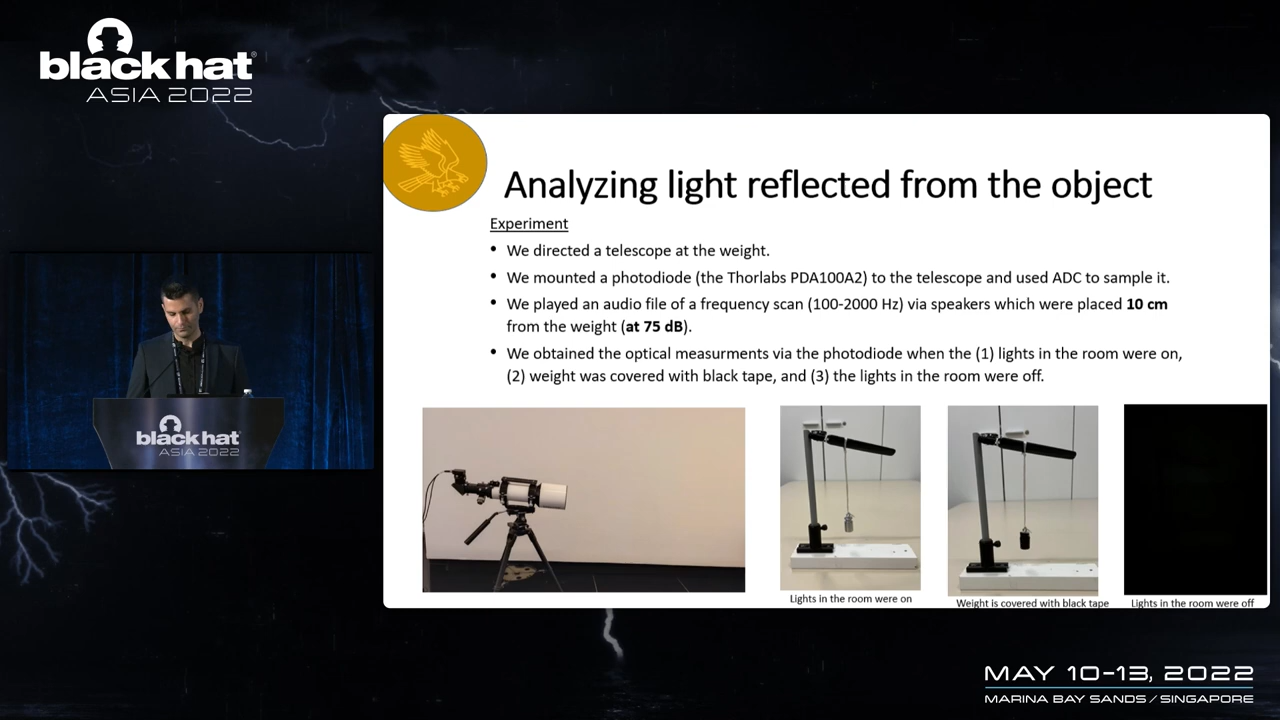 black hat®
ASIA 2022
Analyzing light reflected from the object
Experiment
• We directed a telescope at the weight.
• We mounted a photodiode (the Thorlabs PDA100A2) to the telescope and used ADC to sample it.
• We played an audio file of a frequency scan (100-2000 Hz) via speakers which were placed 10 cm
from the weight (at 75 dB).
• We obtained the optical measurments via the photodiode when the (1) lights in the room were on,
(2) weight was covered with black tape, and (3) the lights in the room were off.
Lights in the room were on
Weight is covered with black tape
Lights in the room were off
black hat
ASIA 2022
MAY 10-13, 2022
MARINA BAY SANDS / SINGAPORE